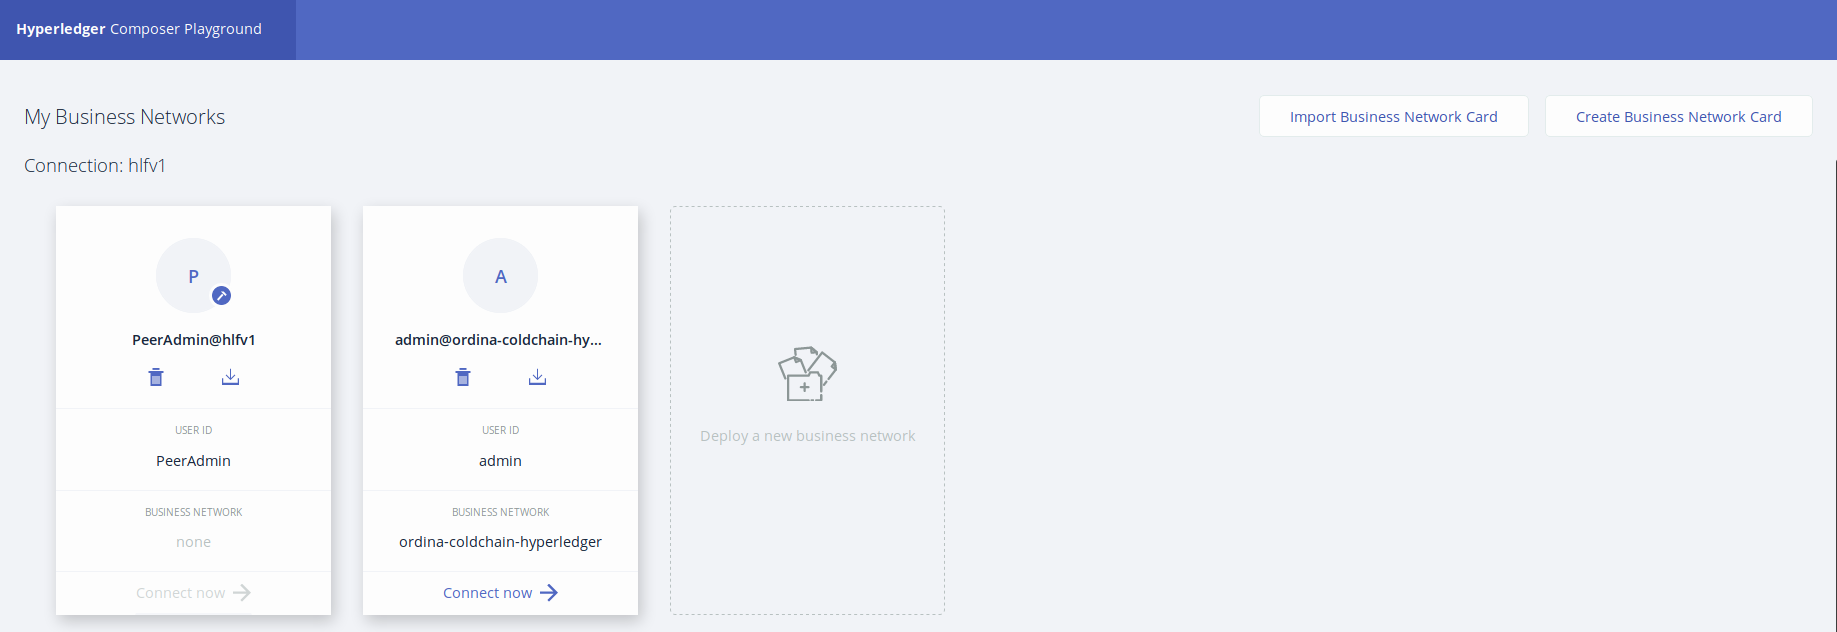 Hyperledger Composer Playground
My Business Networks
Import Business Network Card
Create Business Network Card
Connection: hlfv1
P
PeerAdmin@hlfv1
USER ID
PeerAdmin
BUSINESS NETWORK
none
Connect now
A
admin@ordina-coldchain-hy...
USER ID
admin
BUSINESS NETWORK
ordina-coldchain-hyperledger
Connect now
Deploy a new business network